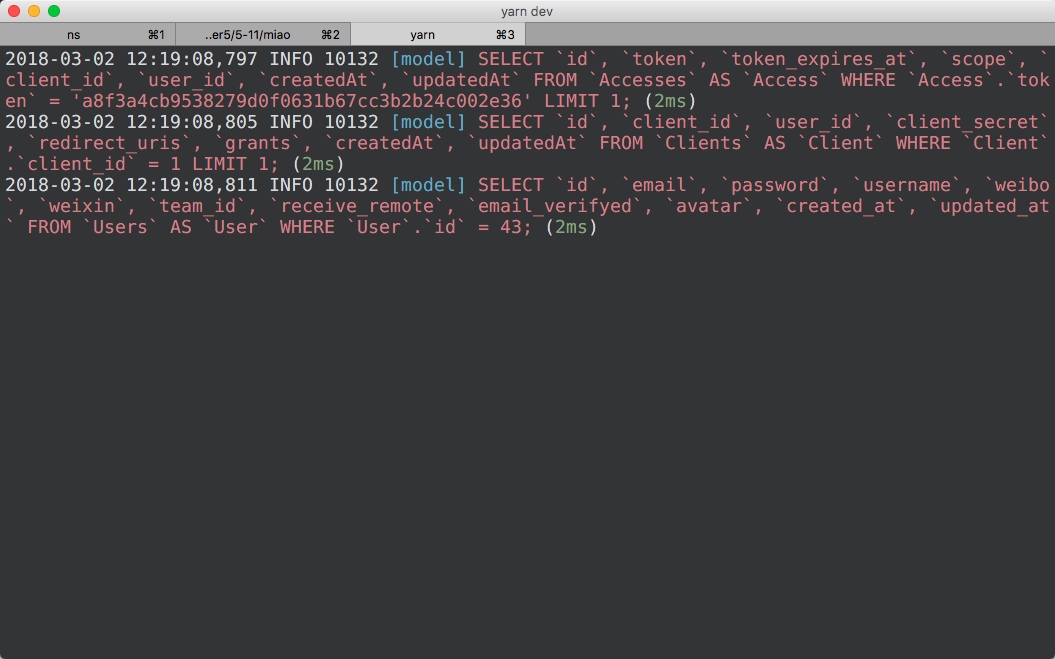 yarn dev
ns ⌘1 ..er5/5-11/miao ⌘2 yarn ⌘3
2018-03-02 12:19:08,797 INFO 10132 [model] SELECT `id`, `token`, `token_expires_at`, `scope`, `
client_id`, `user_id`, `createdAt`, `updatedAt` FROM `Accesses` AS `Access` WHERE `Access`.`tok
en` = 'a8f3a4cb9538279d0f0631b67cc3b2b24c002e36' LIMIT 1; (2ms)
2018-03-02 12:19:08,805 INFO 10132 [model] SELECT `id`, `client_id`, `user_id`, `client_secret`
, `redirect_uris`, `grants`, `createdAt`, `updatedAt` FROM `Clients` AS `Client` WHERE `Client`
.`client_id` = 1 LIMIT 1; (2ms)
2018-03-02 12:19:08,811 INFO 10132 [model] SELECT `id`, `email`, `password`, `username`, `weibo
`, `weixin`, `team_id`, `receive_remote`, `email_verifyed`, `avatar`, `created_at`, `updated_at
` FROM `Users` AS `User` WHERE `User`.`id` = 43; (2ms)